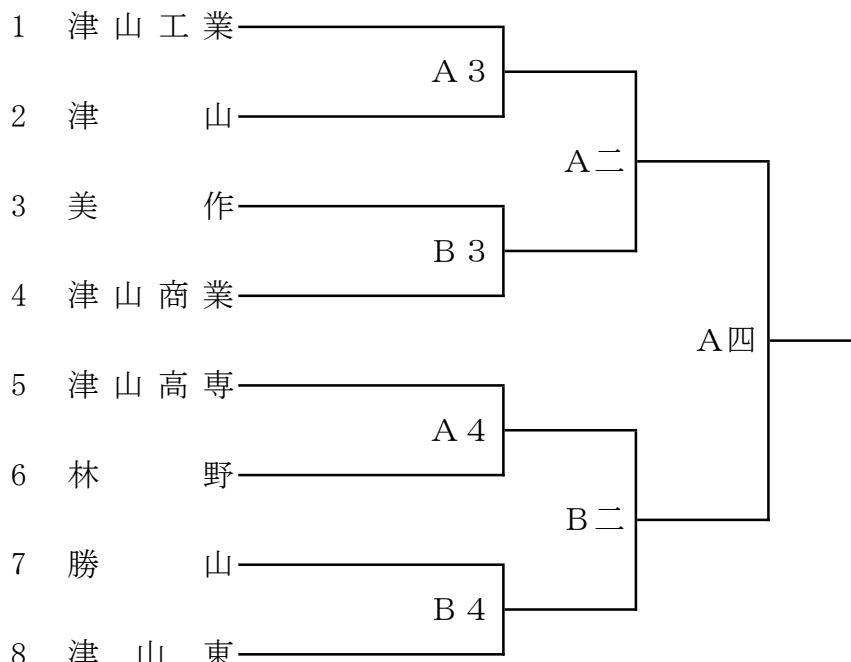 1 津山工業
A 3
2 津山
A二
3 美作
B 3
4 津山商業
A四
5 津山高専
A 4
6 林野
B二
7 勝山
B 4
8 津山東